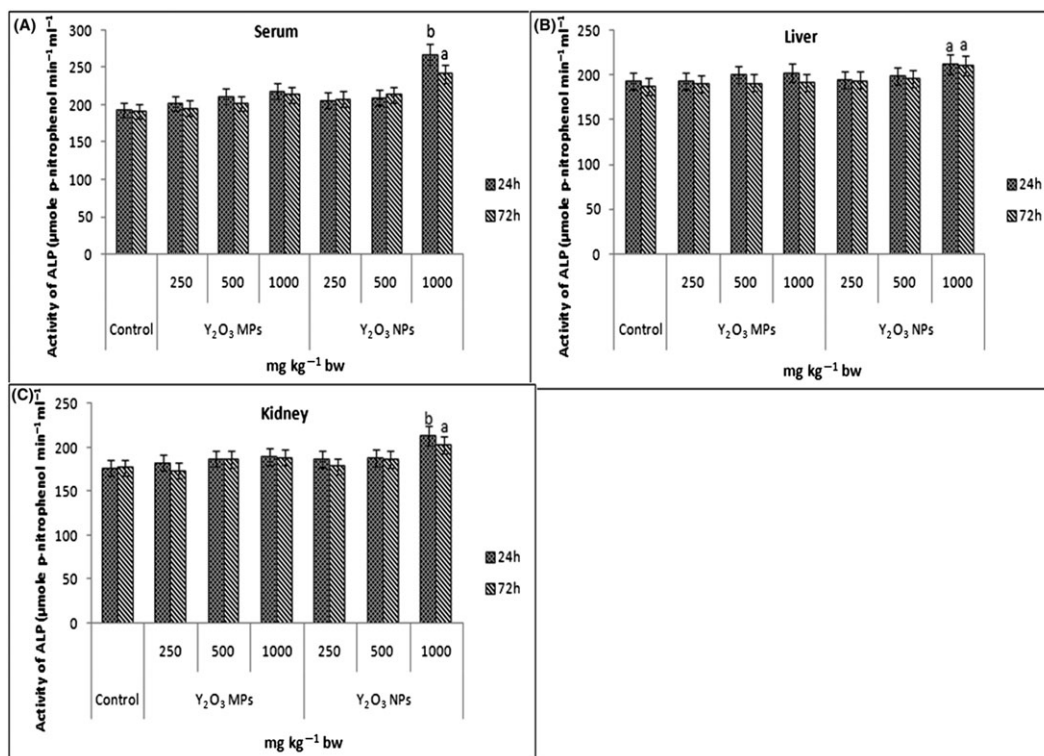 (A)
Serum
Activity of ALP (µmole p-nitrophenol min⁻¹ ml⁻¹
300
250
200
150
100
50
0
b
a
24h
72h
250 500 1000 250 500 1000
Control Y₂O₃ MPs Y₂O₃ NPs
mg kg⁻¹ bw
(B)
Liver
Activity of ALP (µmole p-nitrophenol min⁻¹ ml⁻¹
250
200
150
100
50
0
a a
24h
72h
250 500 1000 250 500 1000
Control Y₂O₃ MPs Y₂O₃ NPs
mg kg⁻¹ bw
(C)
Kidney
Activity of ALP (µmole p-nitrophenol min⁻¹ ml⁻¹
250
200
150
100
50
0
b
a
24h
72h
250 500 1000 250 500 1000
Control Y₂O₃ MPs Y₂O₃ NPs
mg kg⁻¹ bw